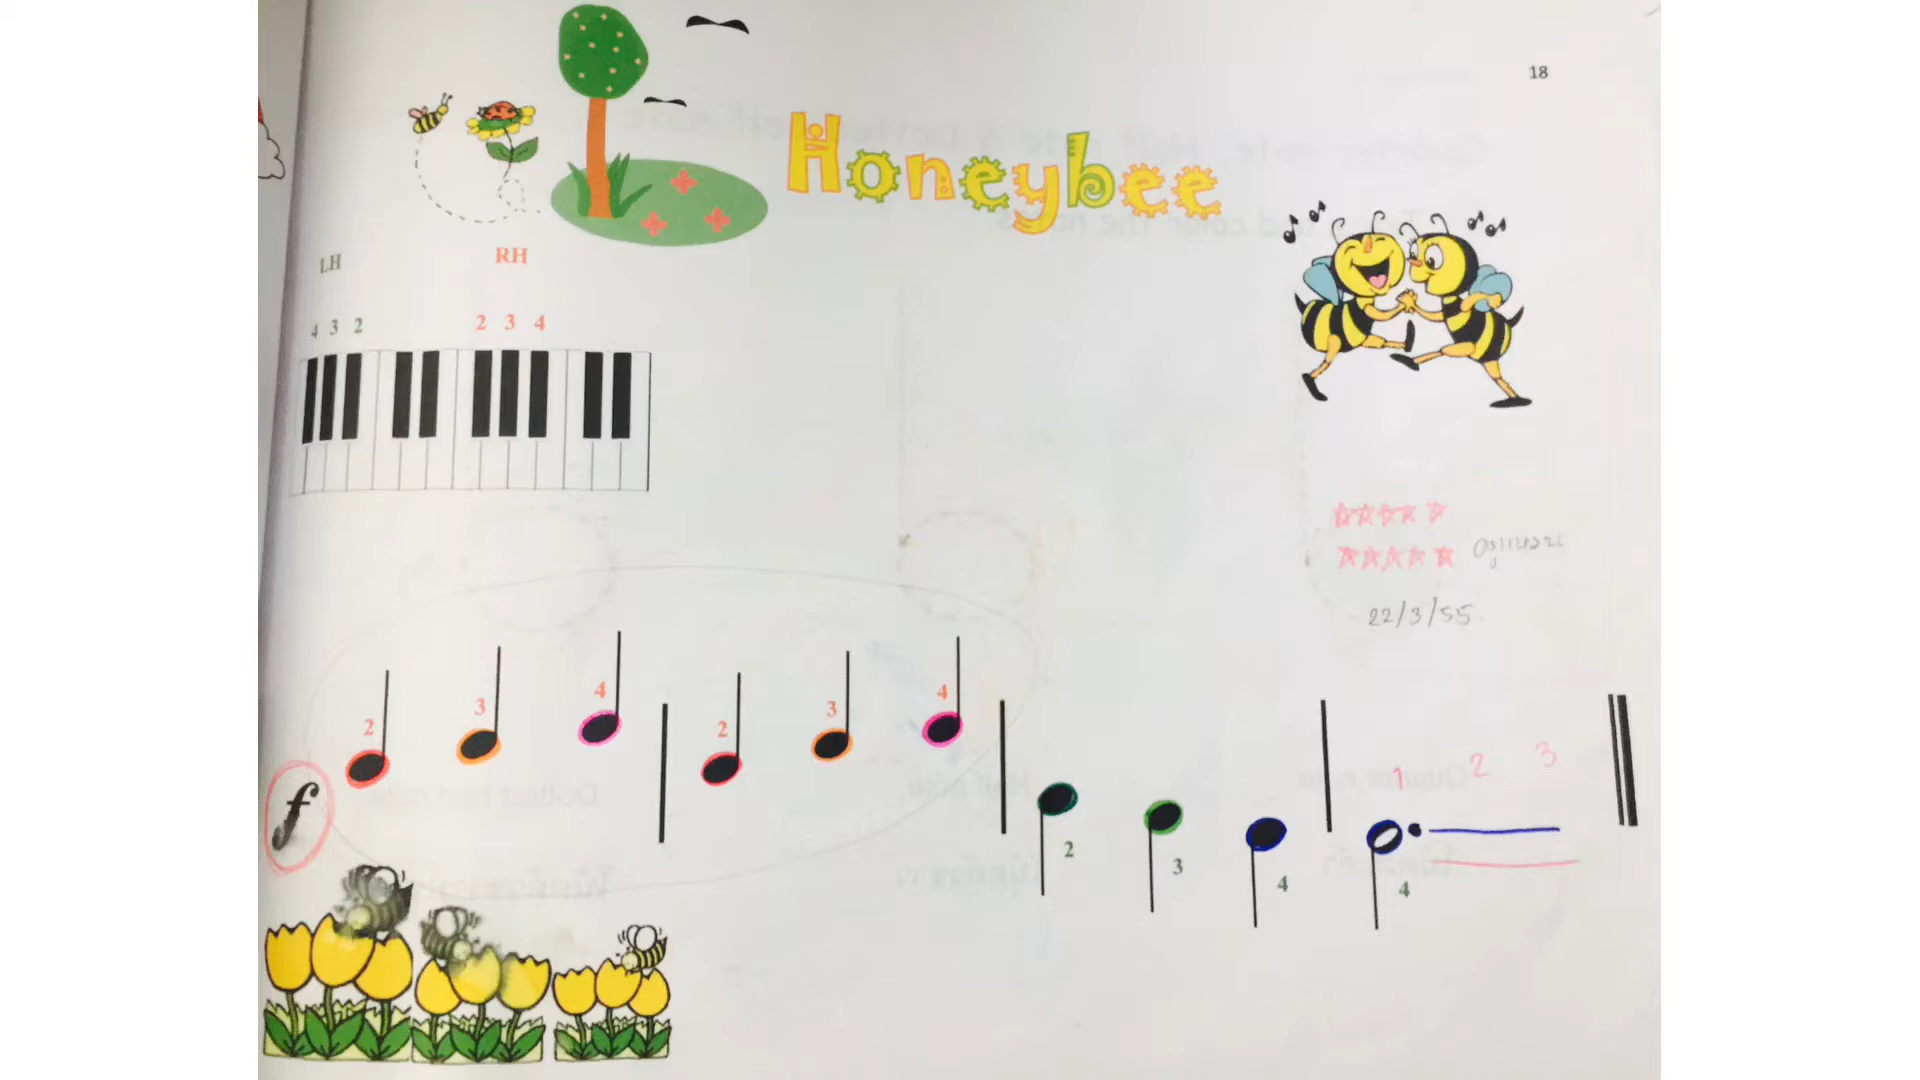 18
Honeybee
LH RH
4 3 2 2 3 4
22/3/55
2 3 4 2 3 4
f
1 2 3
2 3 4 4